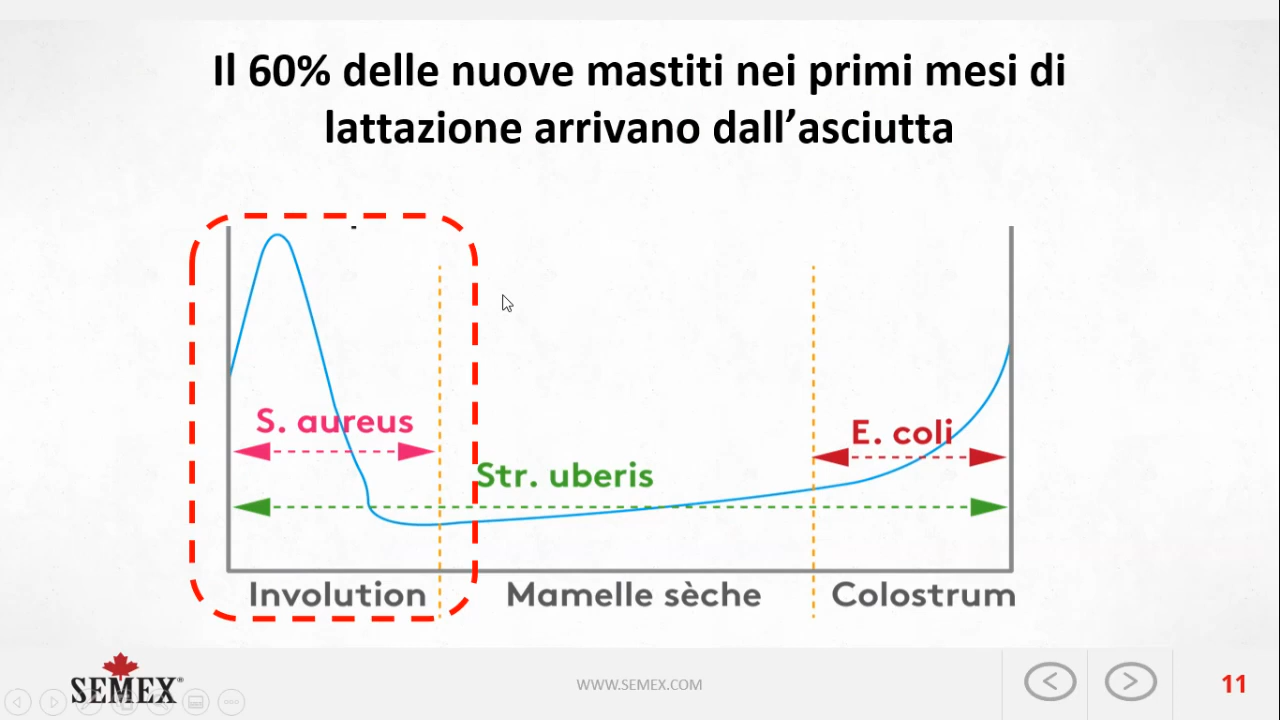 Il 60% delle nuove mastiti nei primi mesi di
lattazione arrivano dall’asciutta
S. aureus
E. coli
Str. uberis
Involution
Mamelle sèche
Colostrum
SEMEX®
WWW.SEMEX.COM
11